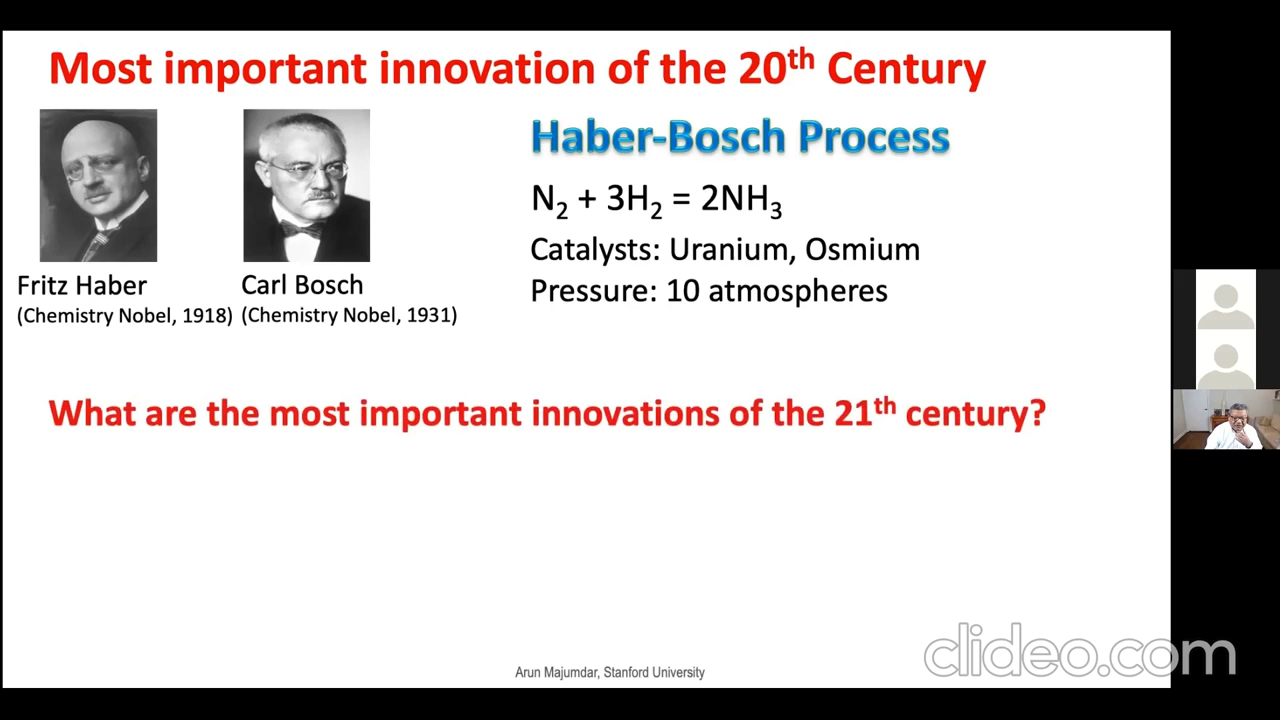 Most important innovation of the 20th Century
Haber-Bosch Process
N2 + 3H2 = 2NH3
Catalysts: Uranium, Osmium
Pressure: 10 atmospheres
Fritz Haber
(Chemistry Nobel, 1918)
Carl Bosch
(Chemistry Nobel, 1931)
What are the most important innovations of the 21th century?
Arun Majumdar, Stanford University
clideo.com